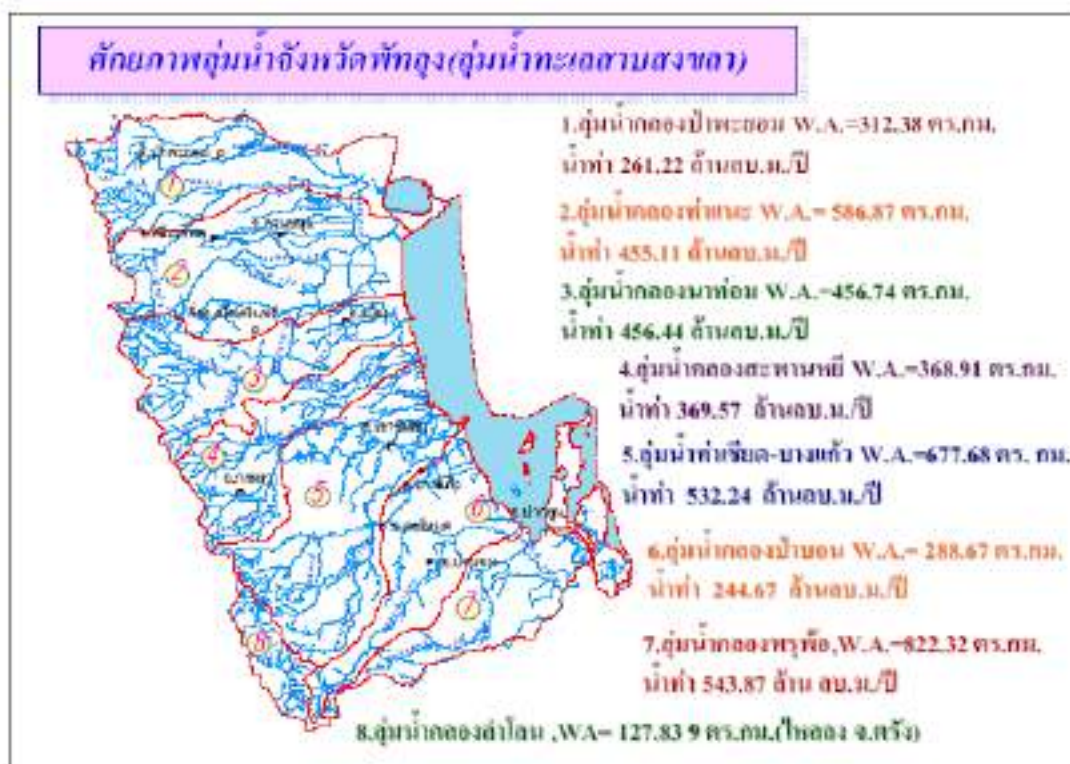 ศักยภาพลุ่มน้ำจังหวัดพัทลุง(ลุ่มน้ำทะเลสาบสงขลา)
1.ลุ่มน้ำคลองป่าพะยอม W.A.=312.38 ตร.กม.
น้ำท่า 261.22 ล้านลบ.ม./ปี
2.ลุ่มน้ำคลองท่าแนะ W.A.= 586.87 ตร.กม.
น้ำท่า 455.11 ล้านลบ.ม./ปี
3.ลุ่มน้ำคลองนาท่อม W.A.=456.74 ตร.กม.
น้ำท่า 456.44 ล้านลบ.ม./ปี
4.ลุ่มน้ำคลองสะพานหยี W.A.=368.91 ตร.กม.
น้ำท่า 369.57 ล้านลบ.ม./ปี
5.ลุ่มน้ำท่าเชียด-บางแก้ว W.A.=677.68 ตร. กม.
น้ำท่า 532.24 ล้านลบ.ม./ปี
6.ลุ่มน้ำคลองป่าบอน W.A.= 288.67 ตร.กม.
น้ำท่า 244.67 ล้านลบ.ม./ปี
7.ลุ่มน้ำคลองพรุพ้อ,W.A.=822.32 ตร.กม.
น้ำท่า 543.87 ล้าน ลบ.ม./ปี
8.ลุ่มน้ำคลองลำโลน ,WA= 127.83 9 ตร.กม.(ไหลลง จ.ตรัง)
1
2
3
4
5
6
7
8